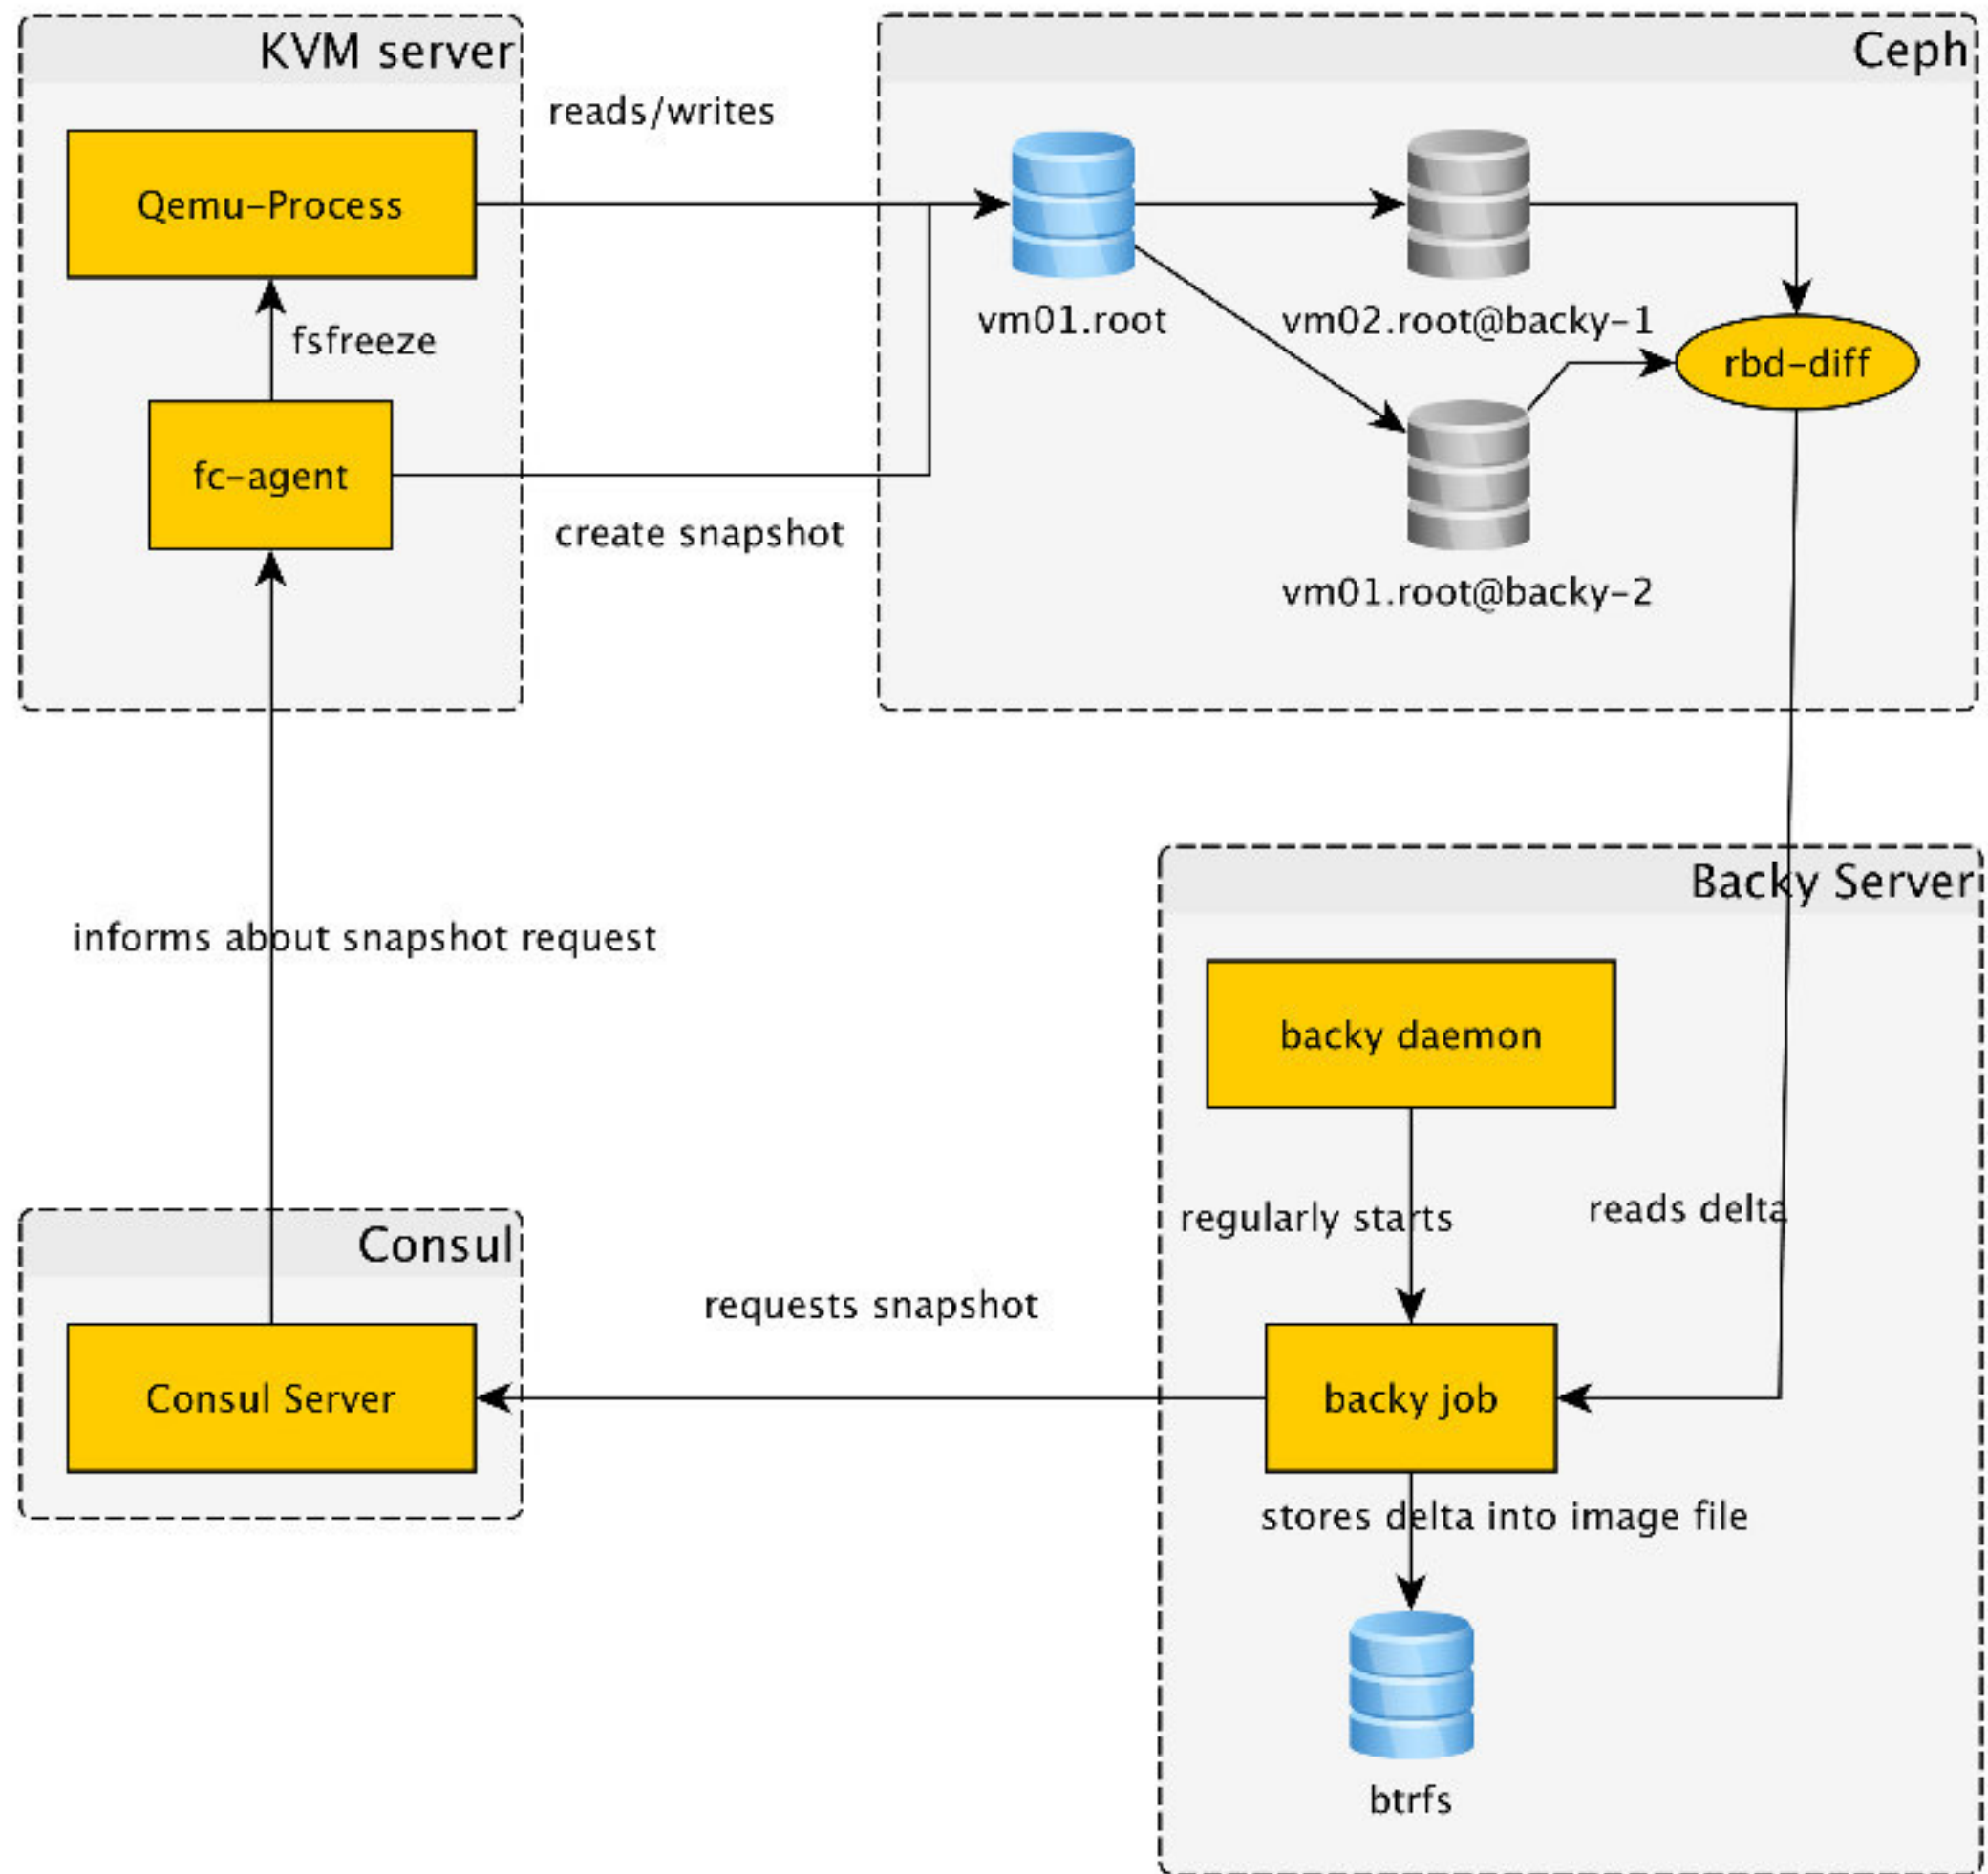 KVM server
Ceph
reads/writes
Qemu-Process
vm01.root
vm02.root@backy-1
fsfreeze
rbd-diff
fc-agent
create snapshot
vm01.root@backy-2
Backy Server
informs about snapshot request
backy daemon
regularly starts
reads delta
Consul
requests snapshot
Consul Server
backy job
stores delta into image file
btrfs